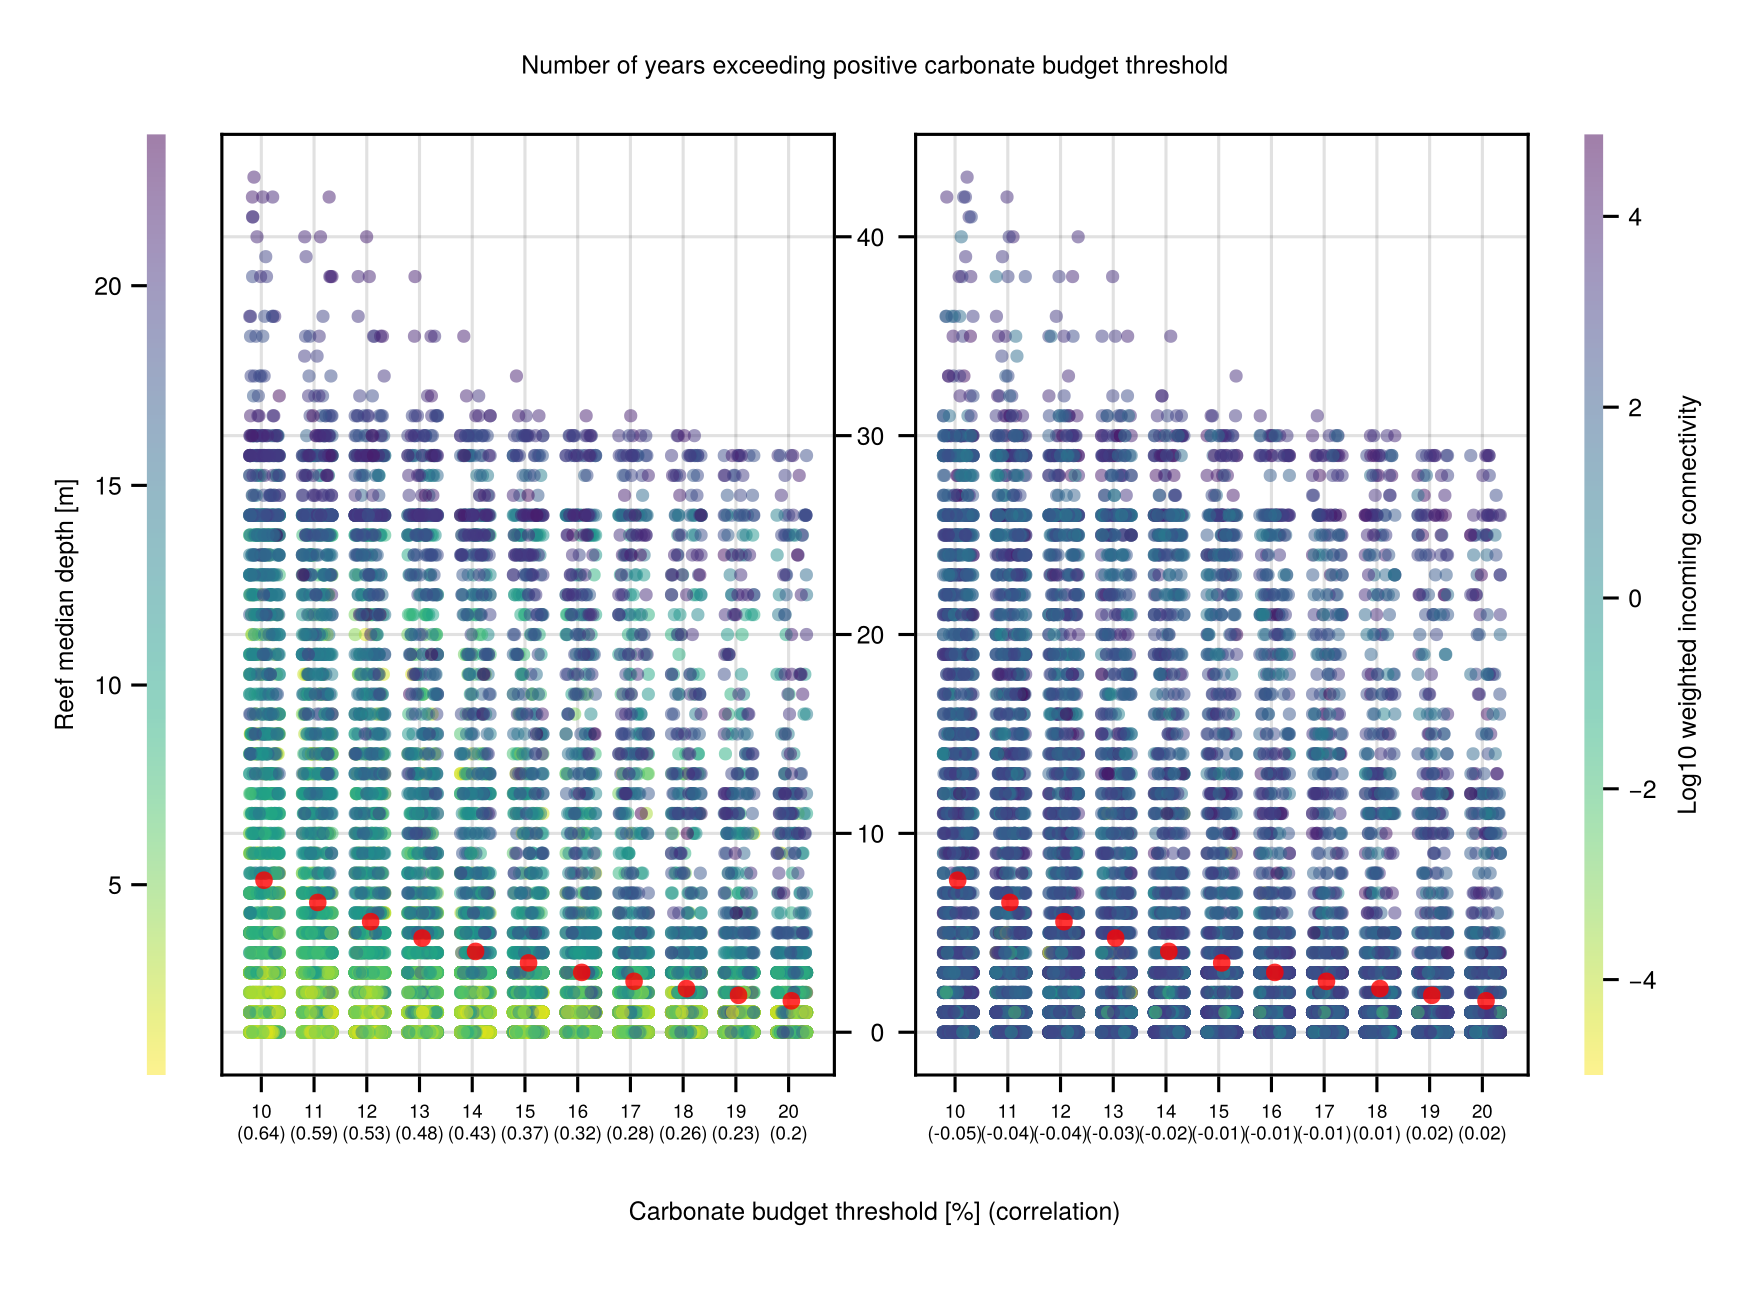 Number of years exceeding positive carbonate budget threshold
Reef median depth [m]
20
15
10
5
40
30
20
10
0
10 11 12 13 14 15 16 17 18 19 20
(0.64) (0.59) (0.53) (0.48) (0.43) (0.37) (0.32) (0.28) (0.26) (0.23) (0.2)
10 11 12 13 14 15 16 17 18 19 20
(-0.05) (-0.04) (-0.04) (-0.03) (-0.02) (-0.01) (-0.01) (-0.01) (0.01) (0.02) (0.02)
4
2
0
−2
−4
Log10 weighted incoming connectivity
Carbonate budget threshold [%] (correlation)